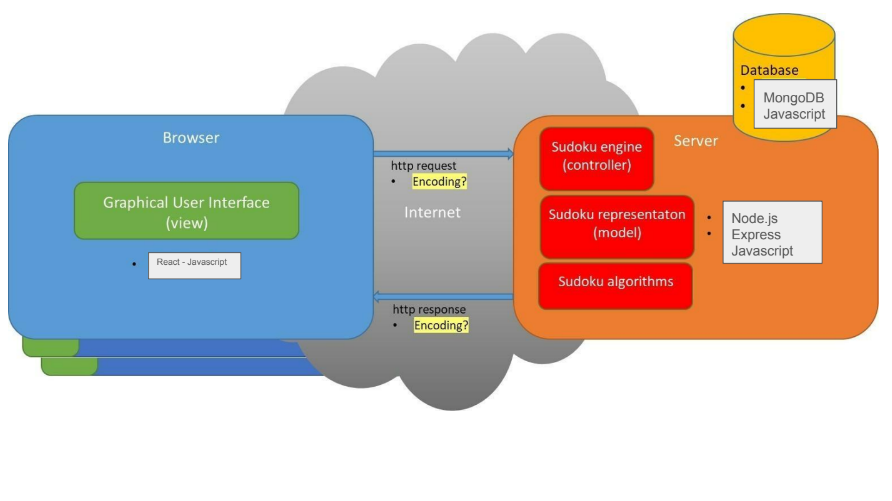 Database
MongoDB
Javascript
Browser
Graphical User Interface
(view)
React - Javascript
http request
Encoding?
Internet
http response
Encoding?
Server
Sudoku engine
(controller)
Sudoku representaton
(model)
Sudoku algorithms
Node.js
Express
Javascript